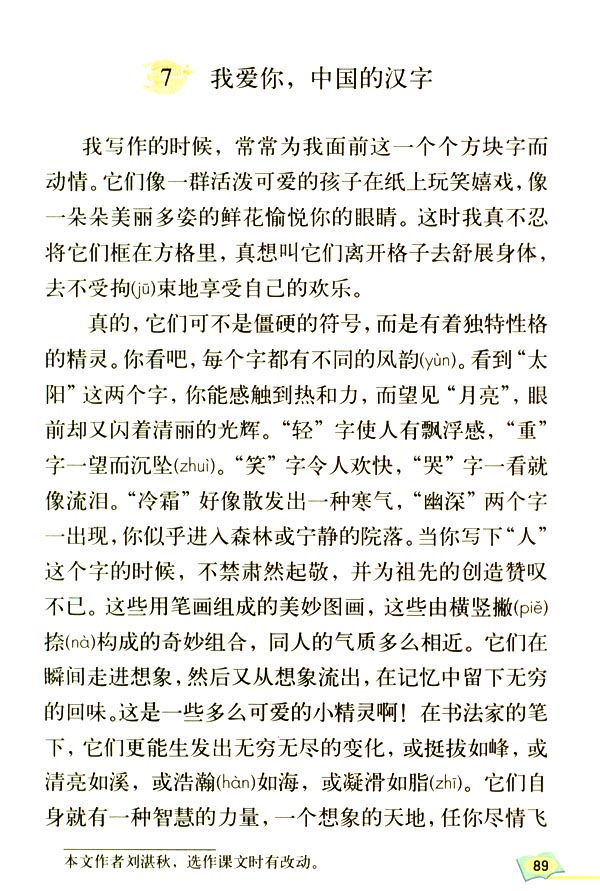 7 我爱你，中国的汉字
我写作的时候，常常为我面前这一个个方块字而
动情。它们像一群活泼可爱的孩子在纸上玩笑嬉戏，像
一朵朵美丽多姿的鲜花愉悦你的眼睛。这时我真不忍
将它们框在方格里，真想叫它们离开格子去舒展身体，
去不受拘(jū)束地享受自己的欢乐。
真的，它们可不是僵硬的符号，而是有着独特性格
的精灵。你看吧，每个字都有不同的风韵(yùn)。看到“太
阳”这两个字，你能感触到热和力，而望见“月亮”，眼
前却又闪着清丽的光辉。“轻”字使人有飘浮感，“重”
字一望而沉坠(zhuì)。“笑”字令人欢快，“哭”字一看就
像流泪。“冷霜”好像散发出一种寒气，“幽深”两个字
一出现，你似乎进入森林或宁静的院落。当你写下“人”
这个字的时候，不禁肃然起敬，并为祖先的创造赞叹
不已。这些用笔画组成的美妙图画，这些由横竖撇(piě)
捺(nà)构成的奇妙组合，同人的气质多么相近。它们在
瞬间走进想象，然后又从想象流出，在记忆中留下无穷
的回味。这是一些多么可爱的小精灵啊！在书法家的笔
下，它们更能生发出无穷无尽的变化，或挺拔如峰，或
清亮如溪，或浩瀚(hàn)如海，或凝滑如脂(zhī)。它们自
身就有一种智慧的力量，一个想象的天地，任你尽情飞
本文作者刘湛秋，选作课文时有改动。
89